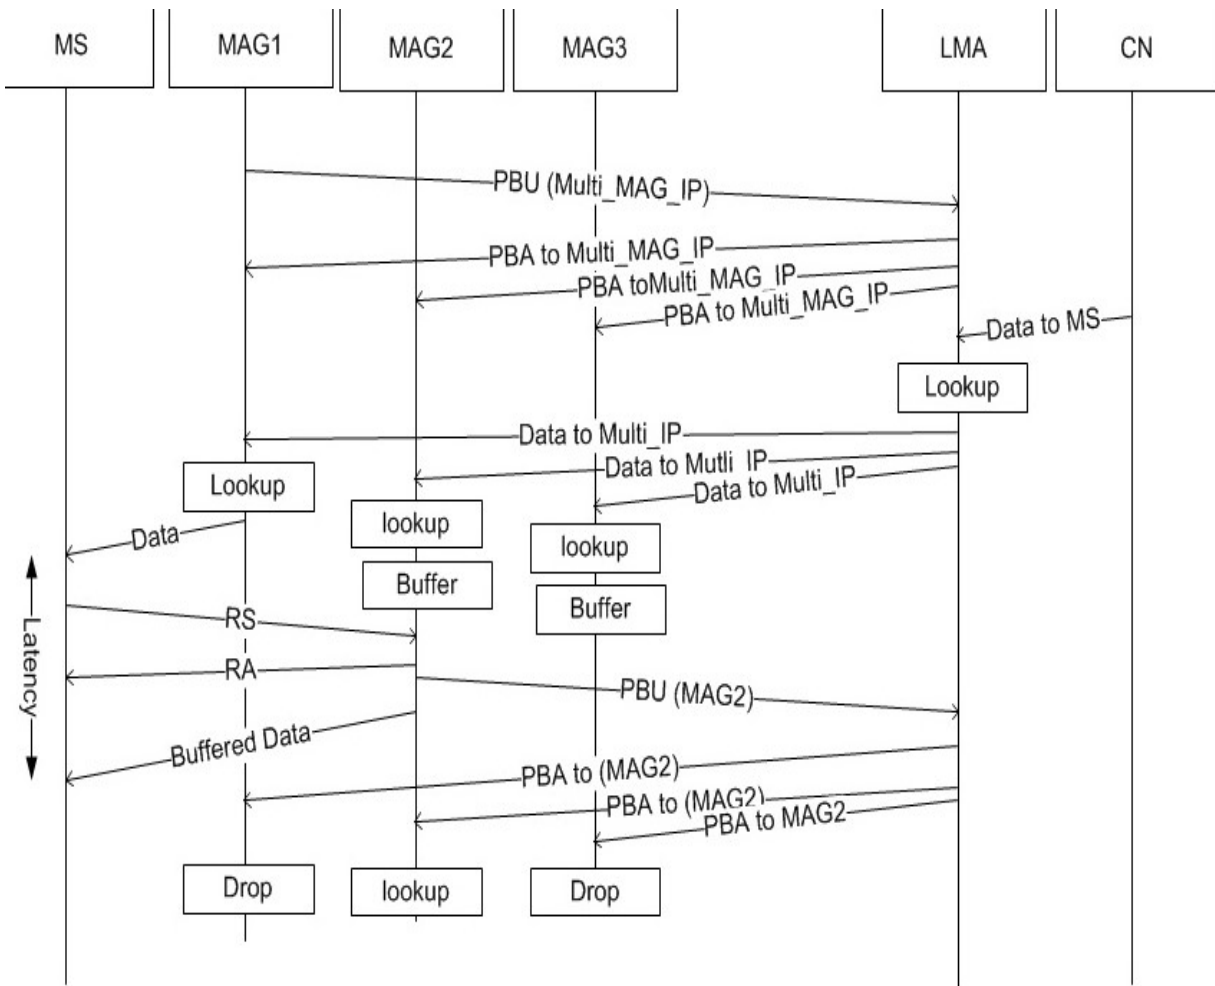 MS
MAG1
MAG2
MAG3
LMA
CN
PBU (Multi_MAG_IP)
PBA to Multi_MAG_IP
PBA toMulti_MAG_IP
PBA to Multi_MAG_IP
Data to MS
Lookup
Data to Multi_IP
Data to Mutli_IP
Data to Multi_IP
Lookup
lookup
Data
lookup
Buffer
Buffer
RS
RA
Latency
PBU (MAG2)
Buffered Data
PBA to (MAG2)
PBA to (MAG2)
PBA to MAG2
Drop
lookup
Drop